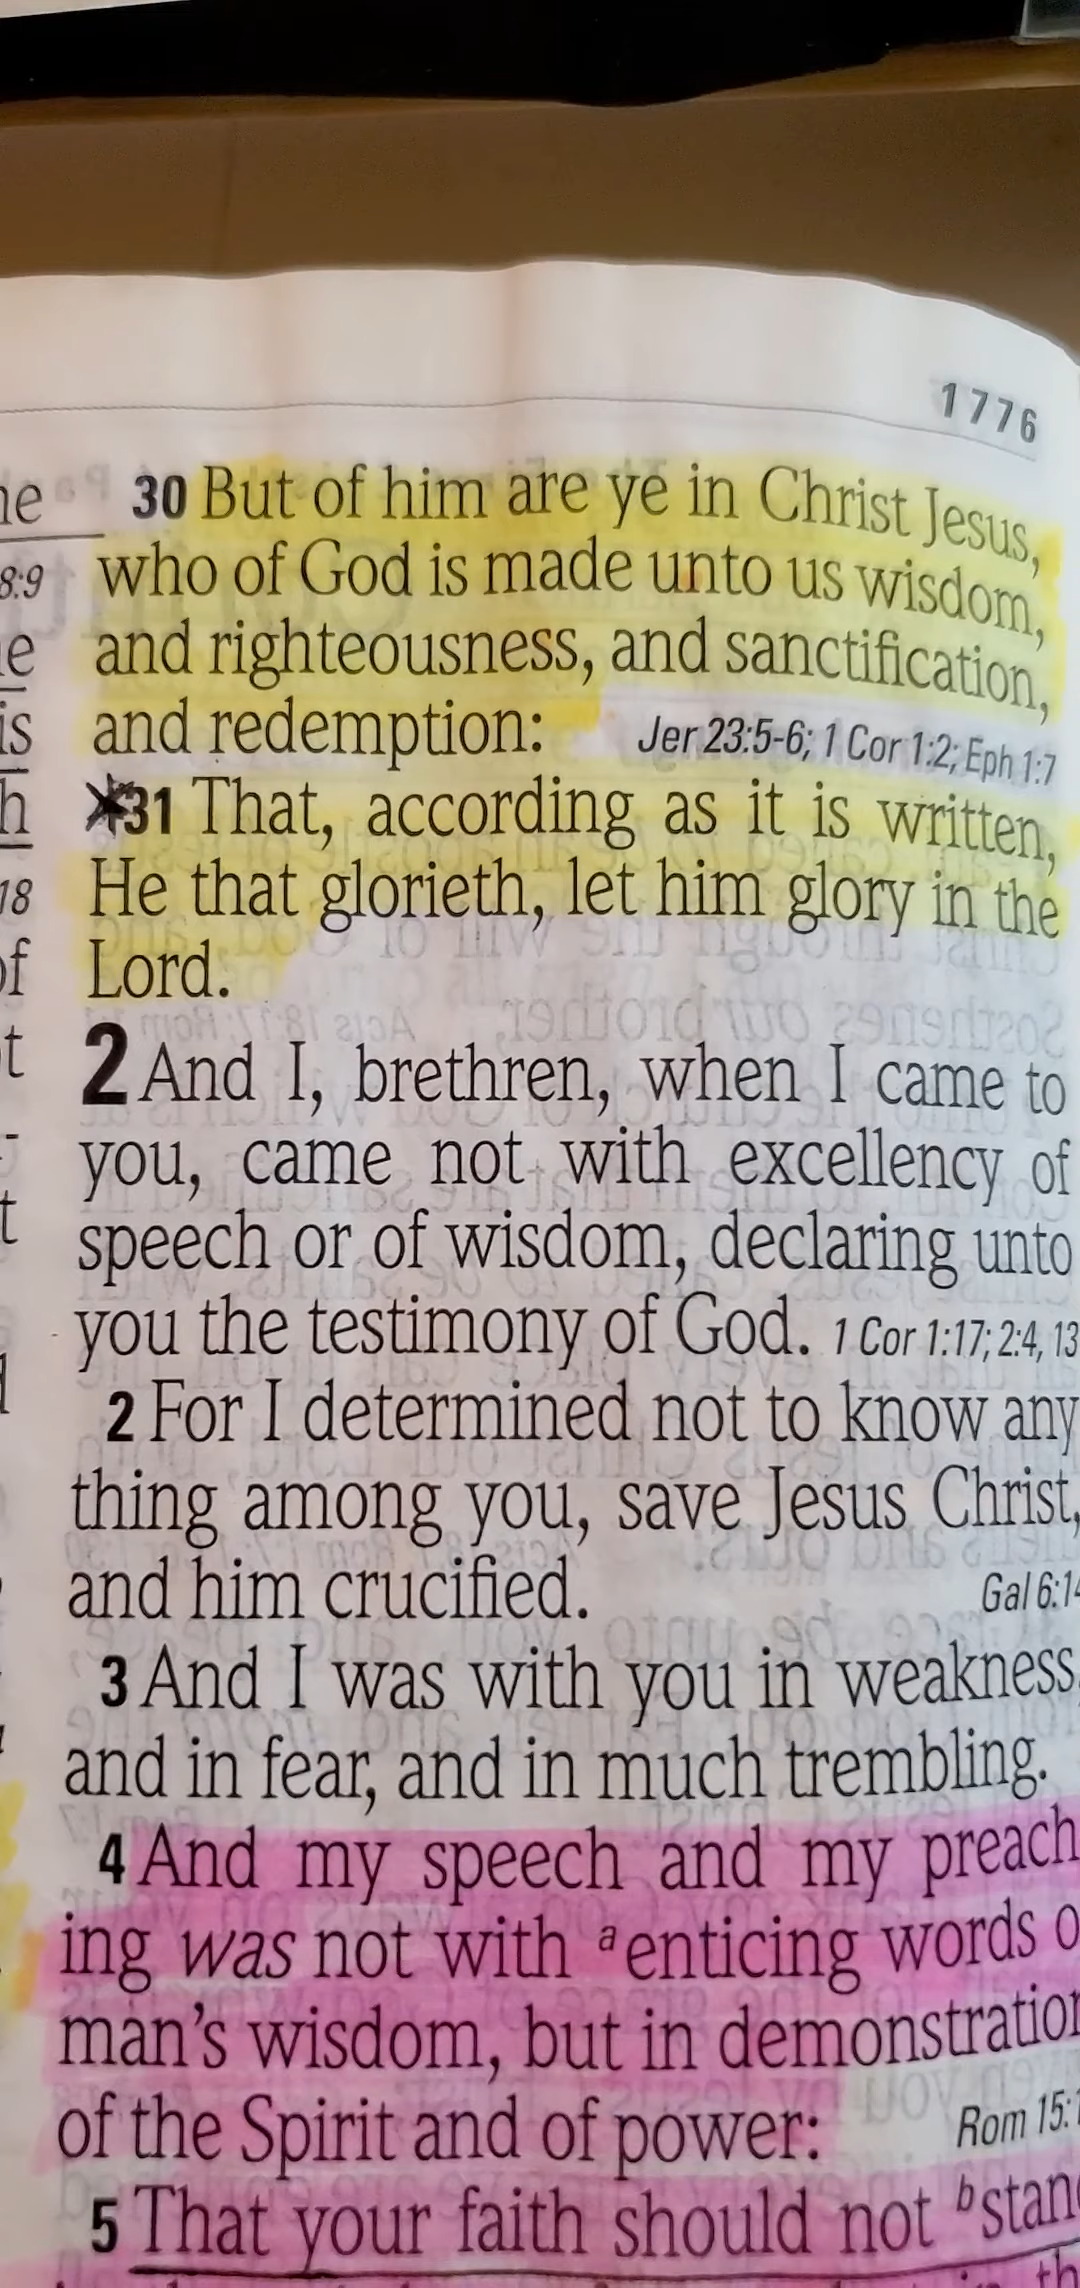 1776
30 But of him are ye in Christ Jesus,
who of God is made unto us wisdom,
and righteousness, and sanctification,
and redemption: Jer 23:5-6; 1 Cor 1:2; Eph 1:7
31 That, according as it is written,
He that glorieth, let him glory in the
Lord.
2 And I, brethren, when I came to
you, came not with excellency of
speech or of wisdom, declaring unto
you the testimony of God. 1 Cor 1:17; 2:4, 13
2 For I determined not to know any
thing among you, save Jesus Christ,
and him crucified. Gal 6:14
3 And I was with you in weakness,
and in fear, and in much trembling.
4 And my speech and my preach
ing was not with a enticing words o
man's wisdom, but in demonstration
of the Spirit and of power: Rom 15:1
5 That your faith should not b stan